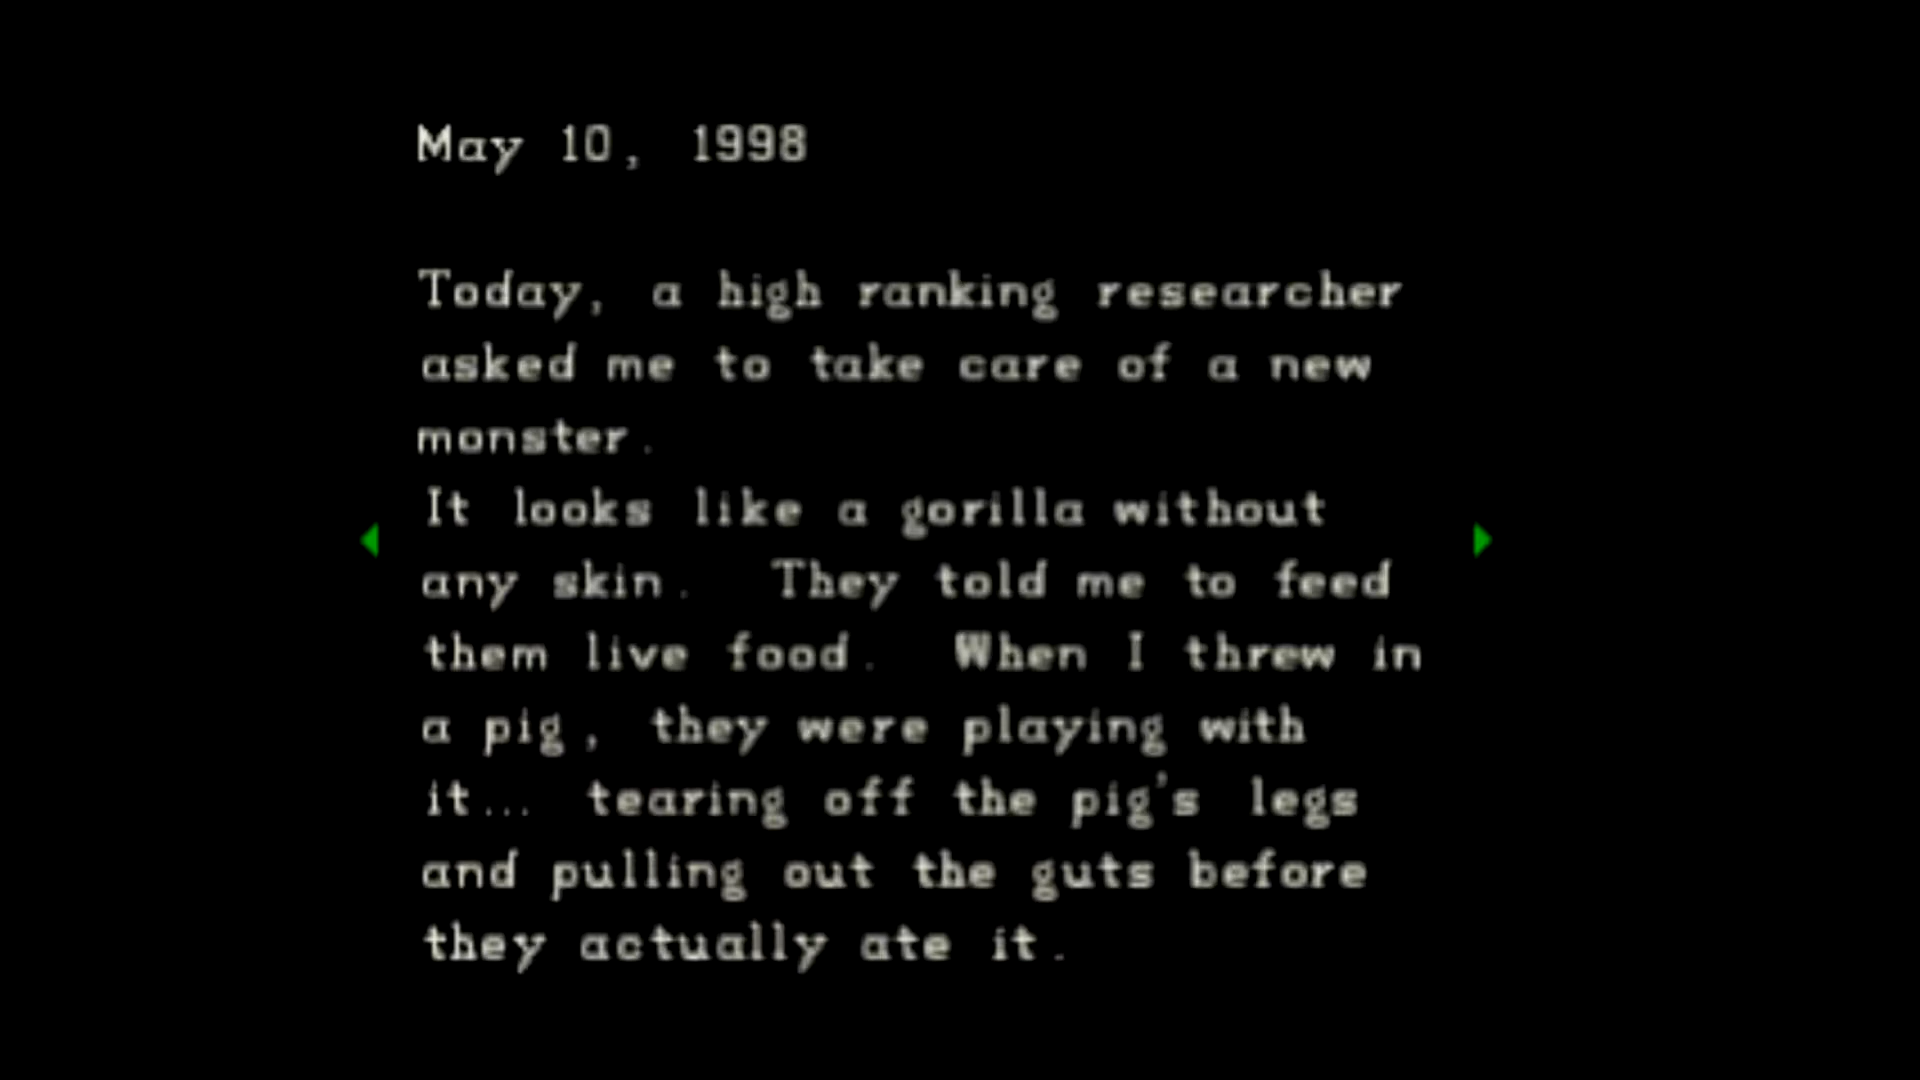 May 10, 1998
Today, a high ranking researcher
asked me to take care of a new
monster.
It looks like a gorilla without
any skin. They told me to feed
them live food. When I threw in
a pig, they were playing with
it... tearing off the pig's legs
and pulling out the guts before
they actually ate it.